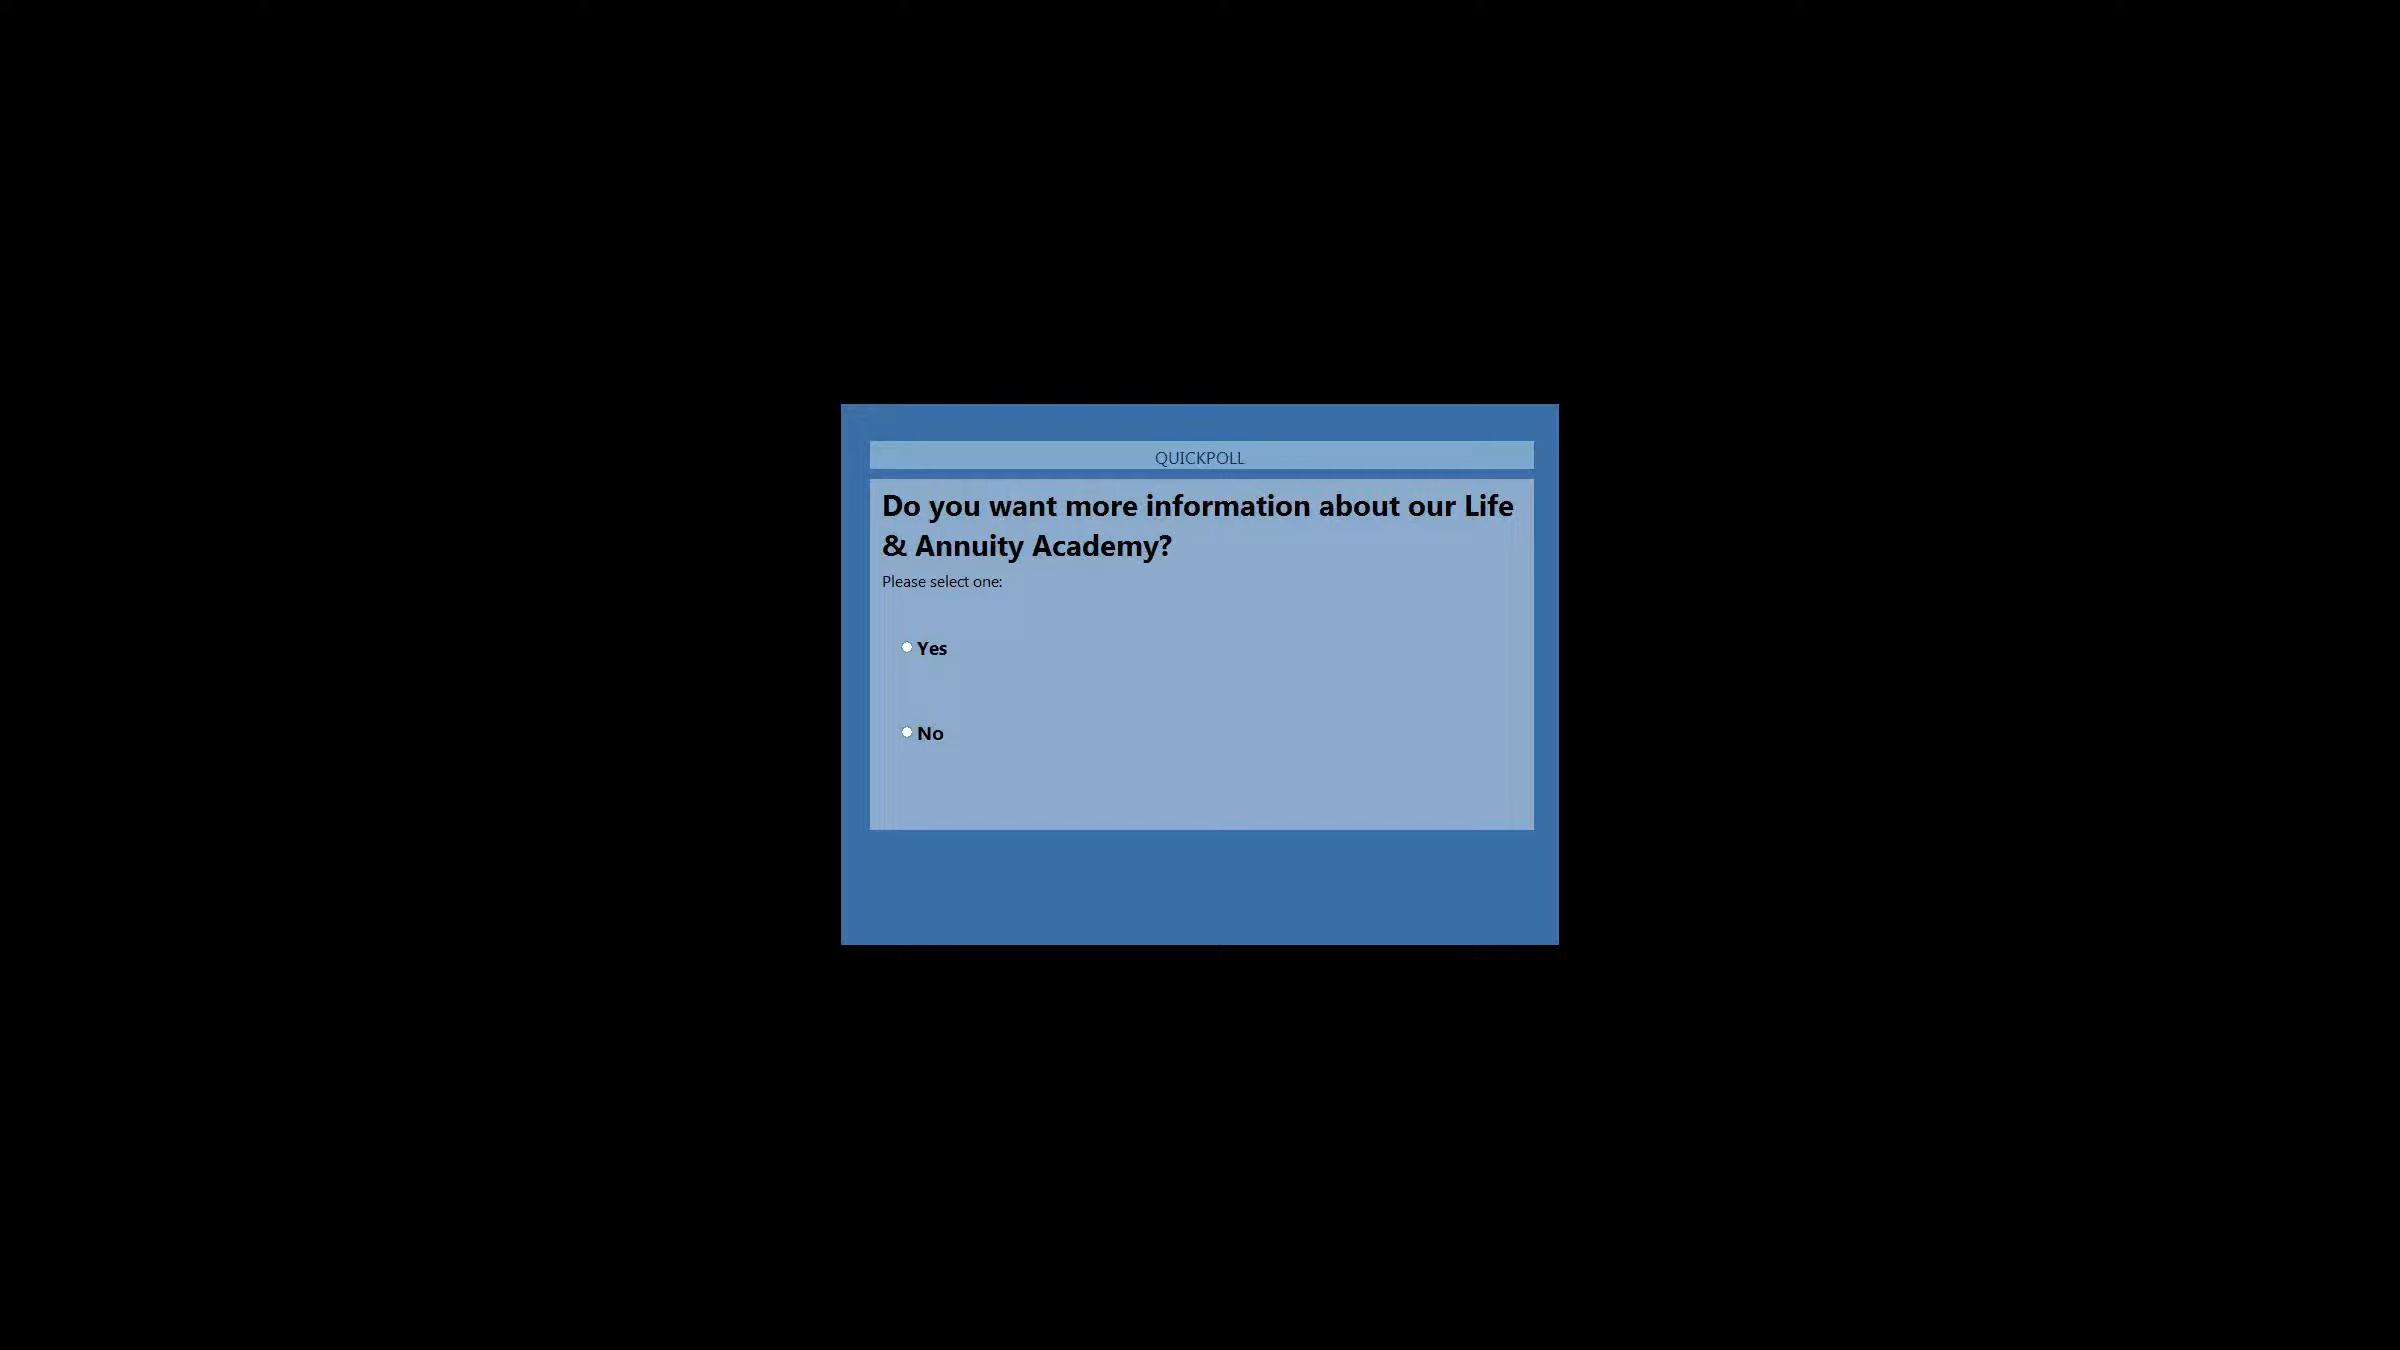 QUICKPOLL
Do you want more information about our Life
& Annuity Academy?
Please select one:
Yes
No